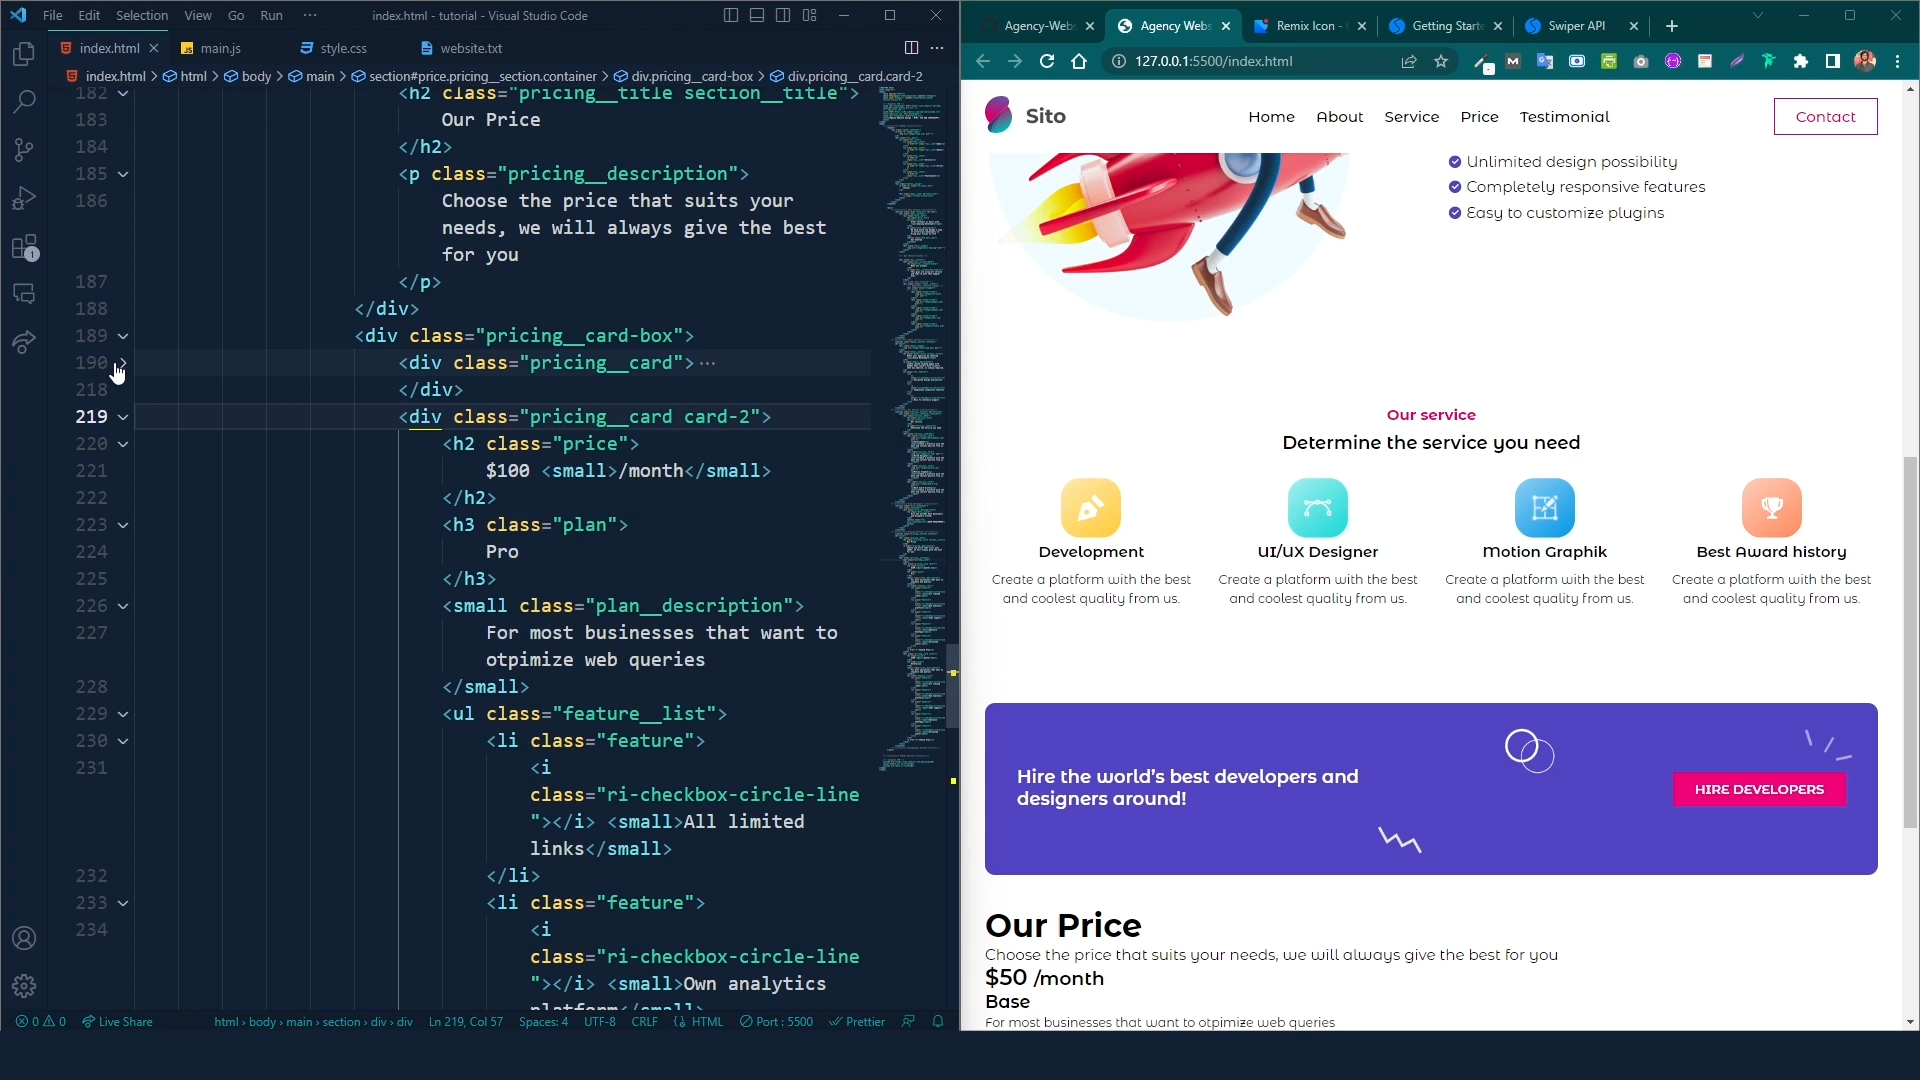 File Edit Selection View Go Run ··· index.html - tutorial - Visual Studio Code
index.html main.js style.css website.txt
index.html > html > body > main > section#price.pricing__section.container > div.pricing__card-box > div.pricing__card.card-2
182 <h2 class="pricing__title section__title">
183 Our Price
184 </h2>
185 <p class="pricing__description">
186 Choose the price that suits your
needs, we will always give the best
for you
187 </p>
188 </div>
189 <div class="pricing__card-box">
190 <div class="pricing__card">···
218 </div>
219 <div class="pricing__card card-2">
220 <h2 class="price">
221 $100 <small>/month</small>
222 </h2>
223 <h3 class="plan">
224 Pro
225 </h3>
226 <small class="plan__description">
227 For most businesses that want to
otpimize web queries
228 </small>
229 <ul class="feature__list">
230 <li class="feature">
231 <i
class="ri-checkbox-circle-line
"></i> <small>All limited
links</small>
232 </li>
233 <li class="feature">
234 <i
class="ri-checkbox-circle-line
"></i> <small>Own analytics
platform</small>
1
0 0 Live Share html › body › main › section › div › div Ln 219, Col 57 Spaces: 4 UTF-8 CRLF HTML Port : 5500 Prettier
Agency-Webs Agency Webs Remix Icon - Getting Starte Swiper API
127.0.0.1:5500/index.html
Sito Home About Service Price Testimonial Contact
Unlimited design possibility
Completely responsive features
Easy to customize plugins
Our service
Determine the service you need
Development UI/UX Designer Motion Graphik Best Award history
Create a platform with the best Create a platform with the best Create a platform with the best Create a platform with the best
and coolest quality from us. and coolest quality from us. and coolest quality from us. and coolest quality from us.
Hire the world’s best developers and
designers around!
HIRE DEVELOPERS
Our Price
Choose the price that suits your needs, we will always give the best for you
$50 /month
Base
For most businesses that want to otpimize web queries